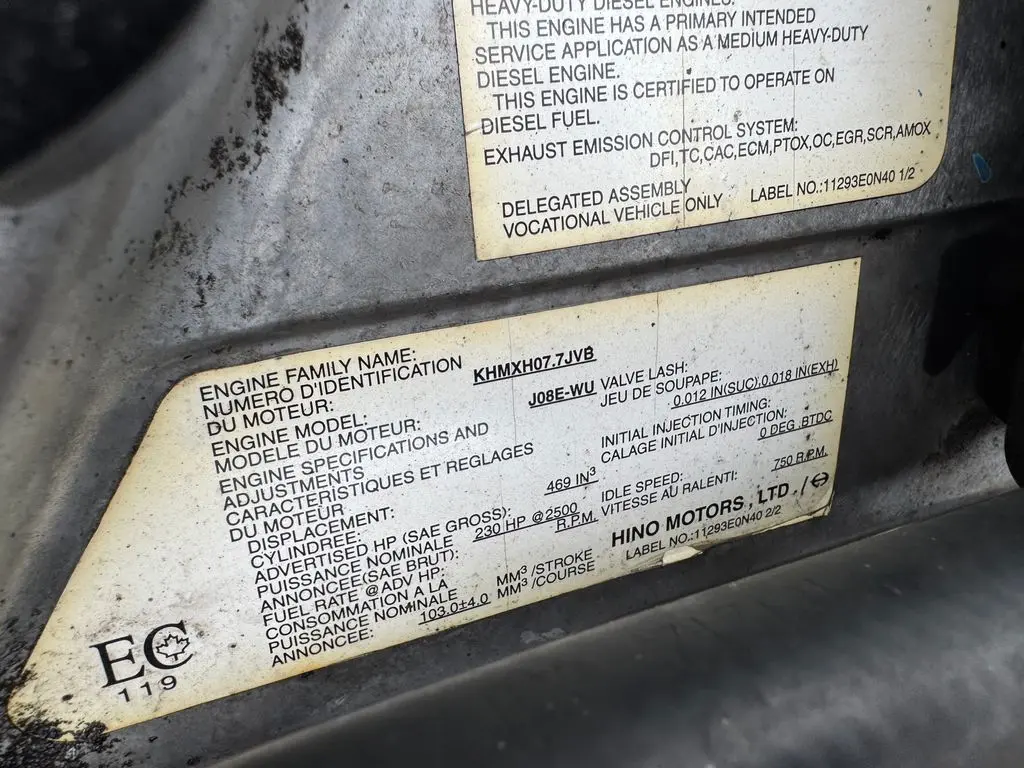 HEAVY-DUTY DIESEL ENGINES.
THIS ENGINE HAS A PRIMARY INTENDED
SERVICE APPLICATION AS A MEDIUM HEAVY-DUTY
DIESEL ENGINE.
THIS ENGINE IS CERTIFIED TO OPERATE ON
DIESEL FUEL.
EXHAUST EMISSION CONTROL SYSTEM:
DFI,TC,CAC,ECM,PTOX,OC,EGR,SCR,AMOX
DELEGATED ASSEMBLY
VOCATIONAL VEHICLE ONLY LABEL NO.:11293E0N40 1/2
ENGINE FAMILY NAME:
NUMERO D'IDENTIFICATION KHMXH07.7JVB
DU MOTEUR:
ENGINE MODEL: J08E-WU
MODELE DU MOTEUR:
ENGINE SPECIFICATIONS AND
ADJUSTMENTS
CARACTERISTIQUES ET REGLAGES
DU MOTEUR
DISPLACEMENT: 469 IN³
CYLINDREE:
ADVERTISED HP (SAE GROSS): 230 HP @2500
PUISSANCE NOMINALE R.P.M.
ANNONCEE(SAE BRUT):
FUEL RATE @ADV HP: MM³ /STROKE
CONSOMMATION A LA MM³ /COURSE
PUISSANCE NOMINALE 103.0±4.0
ANNONCEE:
VALVE LASH:
JEU DE SOUPAPE:
0.012 IN(SUC),0.018 IN(EXH)
INITIAL INJECTION TIMING:
CALAGE INITIAL D'INJECTION:
0 DEG.BTDC
IDLE SPEED: 750 R.P.M.
VITESSE AU RALENTI:
HINO MOTORS, LTD./
LABEL NO.:11293E0N40 2/2
EC
119